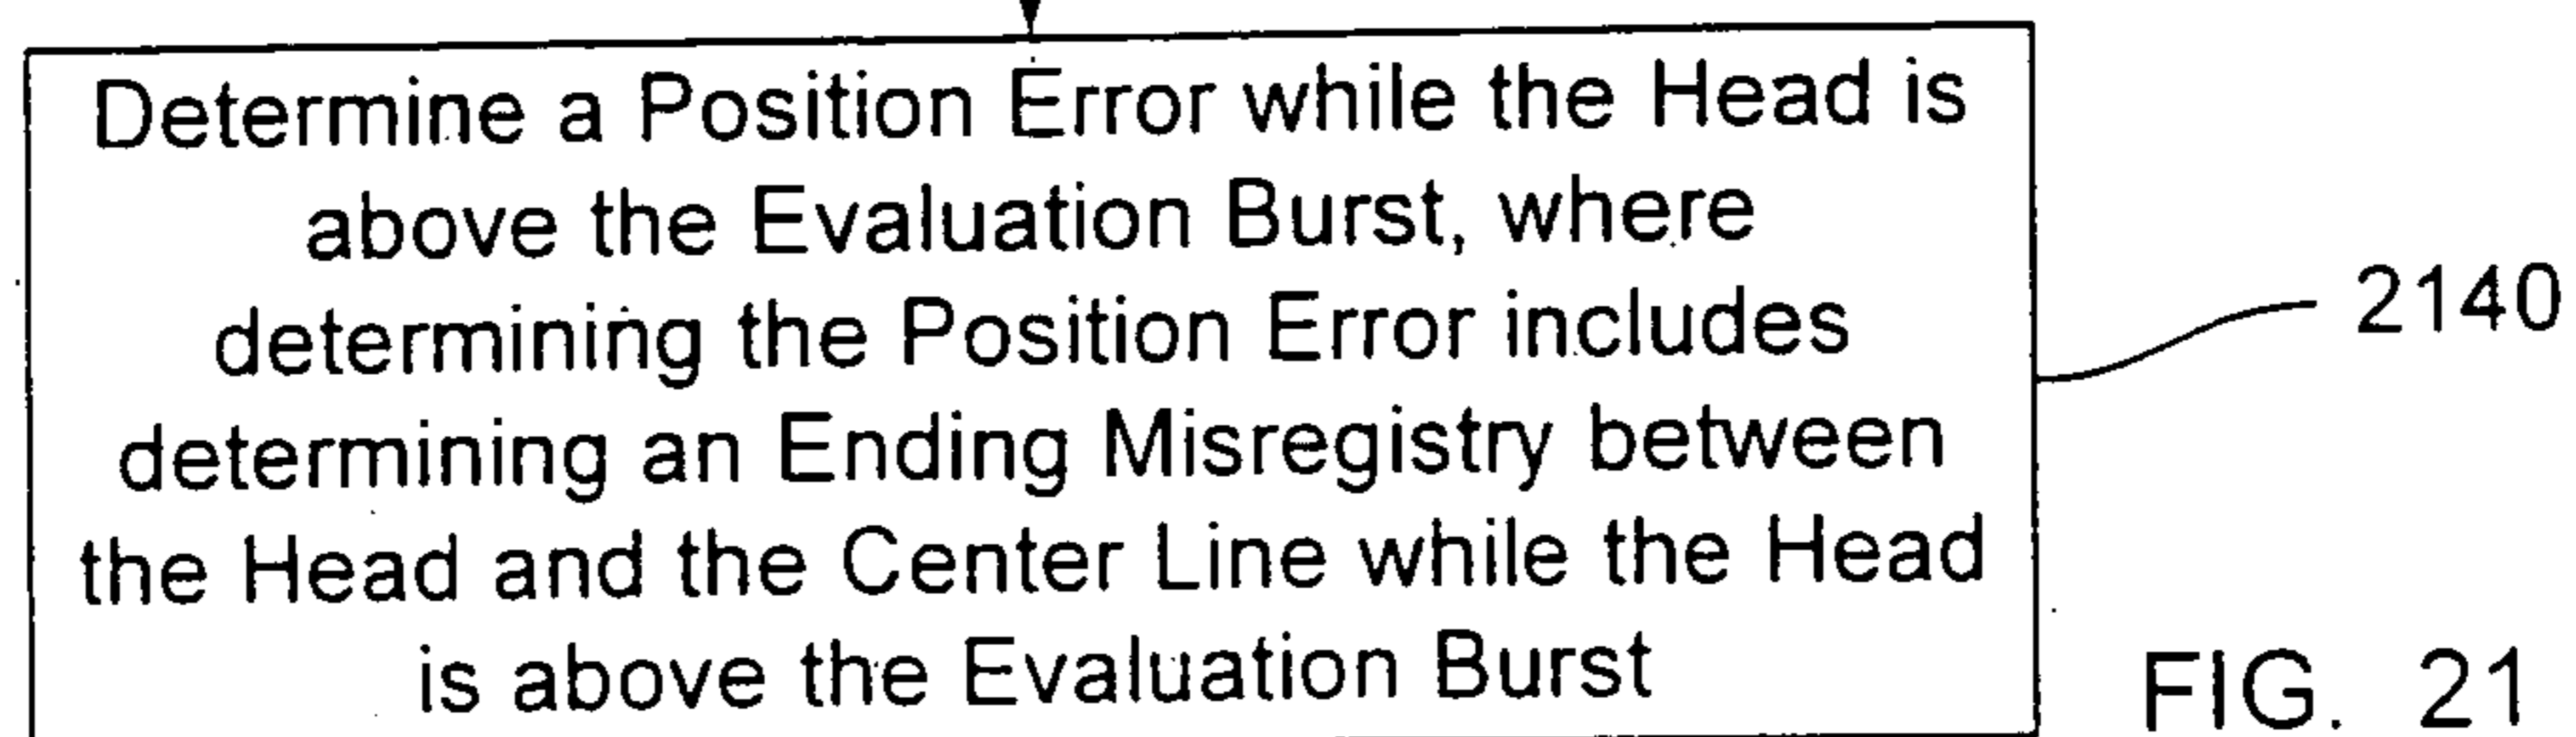 Determine a Position Error while the Head is
above the Evaluation Burst, where
determining the Position Error includes
determining an Ending Misregistry between
the Head and the Center Line while the Head
is above the Evaluation Burst
2140
FIG. 21